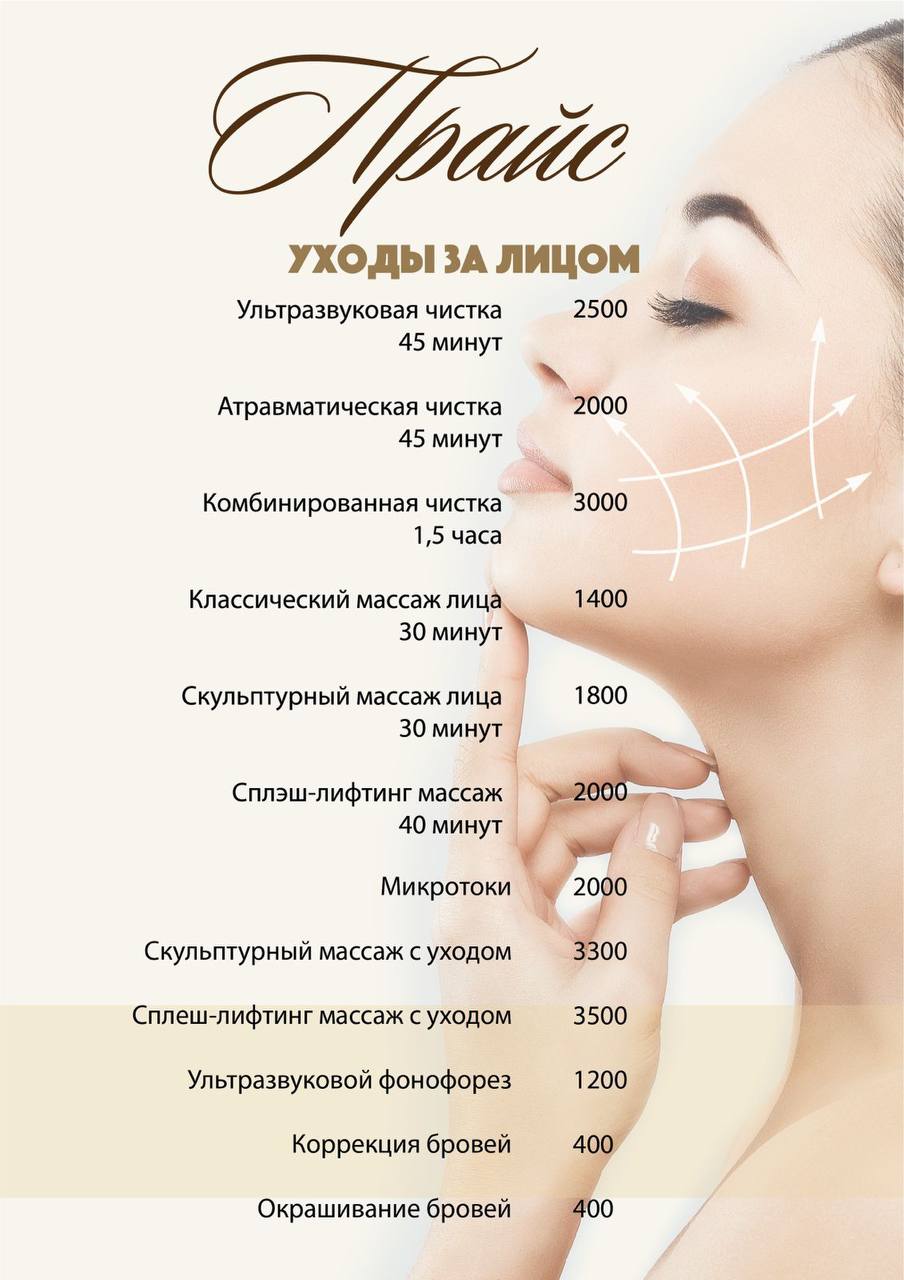 Прайс
УХОДЫ ЗА ЛИЦОМ
Ультразвуковая чистка 2500
45 минут
Атравматическая чистка 2000
45 минут
Комбинированная чистка 3000
1,5 часа
Классический массаж лица 1400
30 минут
Скульптурный массаж лица 1800
30 минут
Сплэш-лифтинг массаж 2000
40 минут
Микротоки 2000
Скульптурный массаж с уходом 3300
Сплеш-лифтинг массаж с уходом 3500
Ультразвуковой фонофорез 1200
Коррекция бровей 400
Окрашивание бровей 400